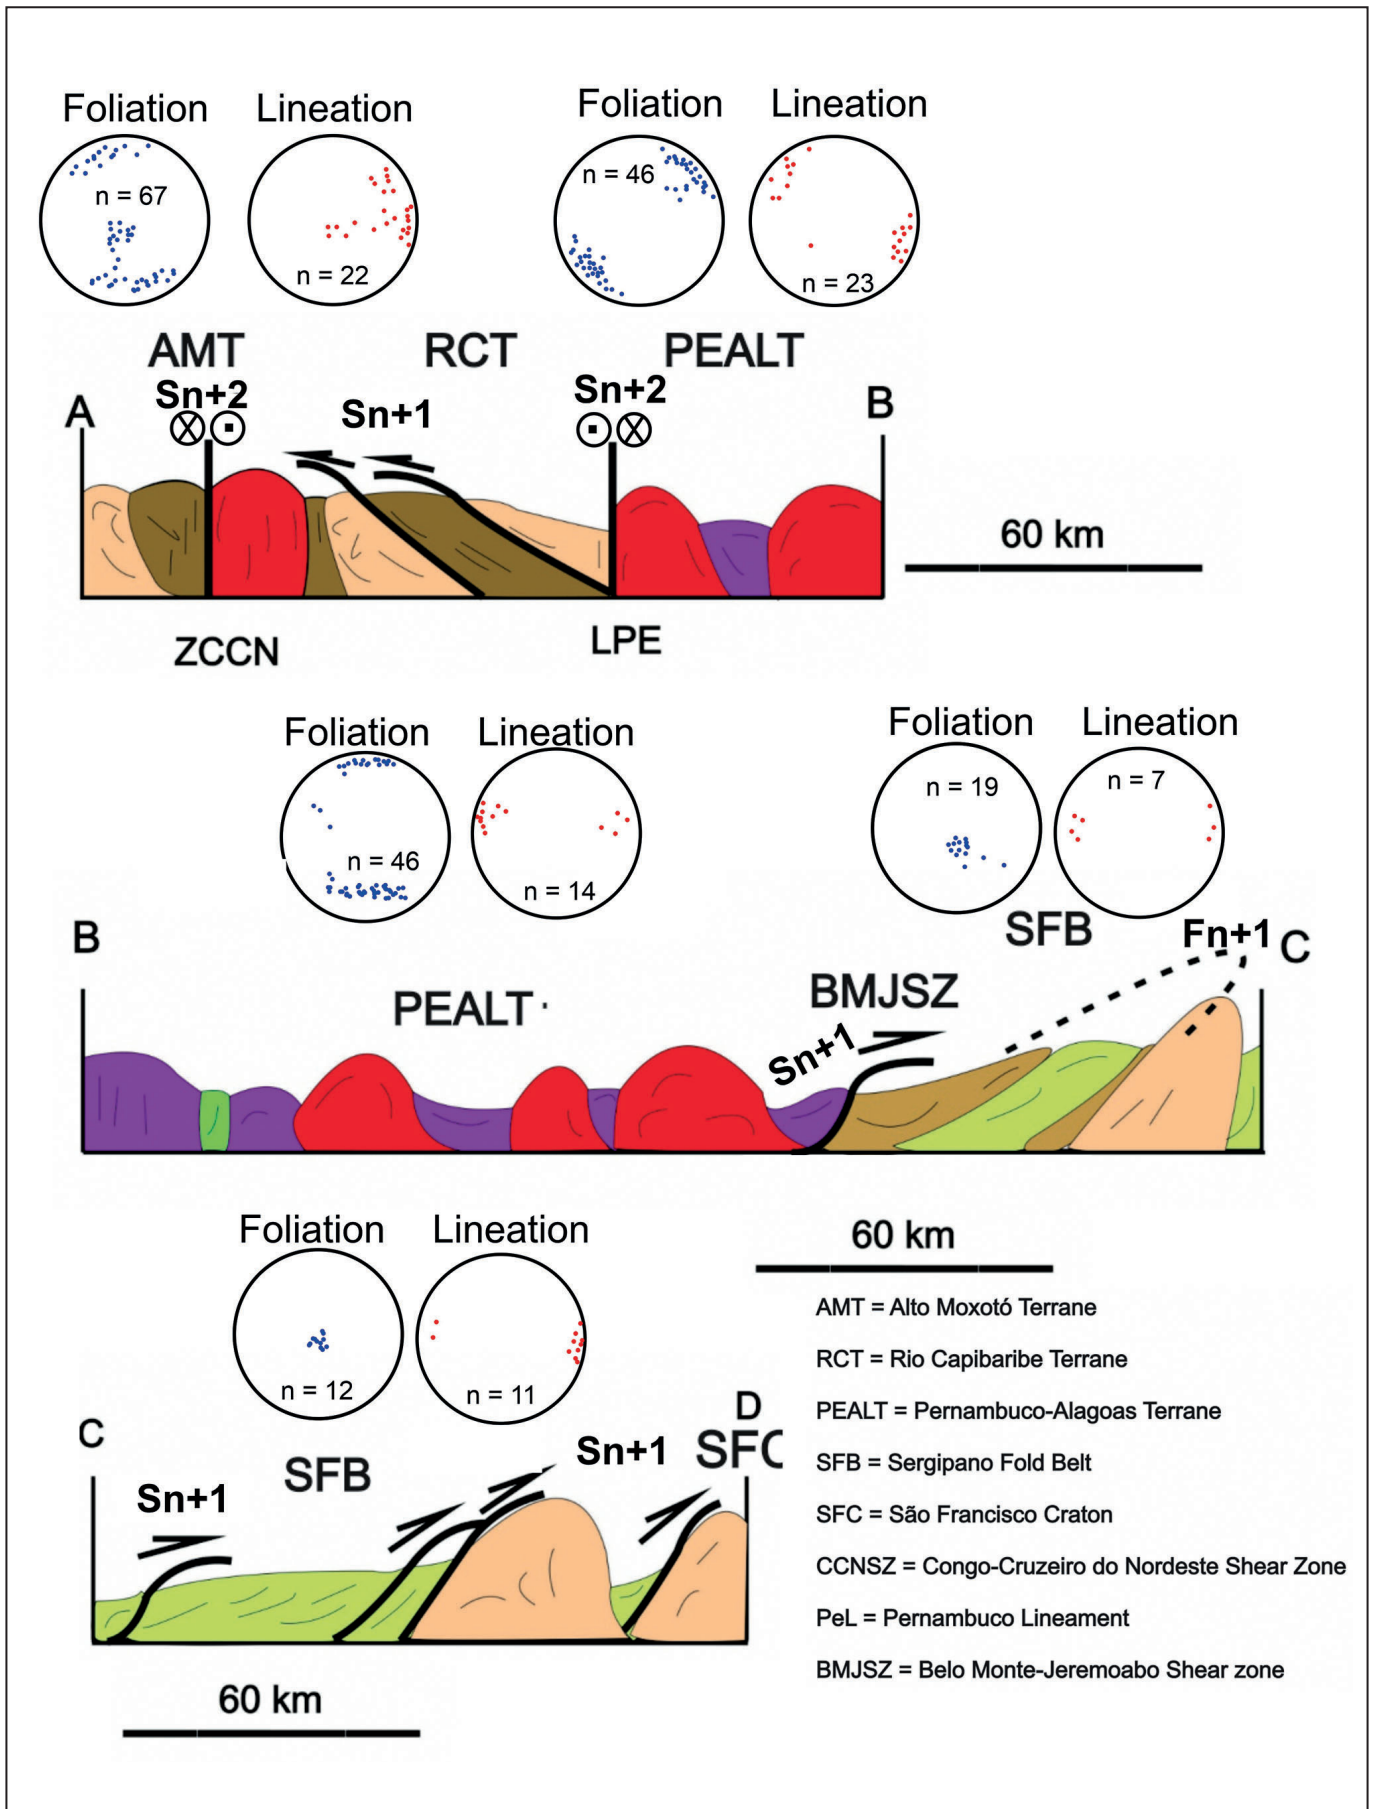 Foliation Lineation Foliation Lineation
n = 67
n = 22
n = 46
n = 23
AMT RCT PEALT
A Sn+2 Sn+1 Sn+2 B
60 km
ZCCN LPE
Foliation Lineation Foliation Lineation
n = 46
n = 14
n = 19
n = 7
B PEALT BMJSZ SFB Fn+1 C
Sn+1
Foliation Lineation
n = 12
n = 11
60 km
C SFB Sn+1 D
SFC
Sn+1
60 km
AMT = Alto Moxotó Terrane
RCT = Rio Capibaribe Terrane
PEALT = Pernambuco-Alagoas Terrane
SFB = Sergipano Fold Belt
SFC = São Francisco Craton
CCNSZ = Congo-Cruzeiro do Nordeste Shear Zone
PeL = Pernambuco Lineament
BMJSZ = Belo Monte-Jeremoabo Shear zone